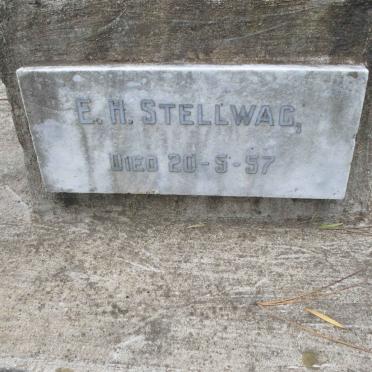 E. H. STELLWAG,
DIED 20-5-57